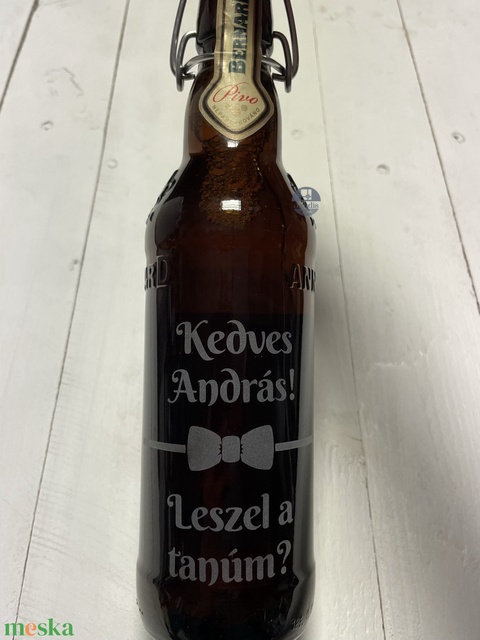 BERNARD
Pivo
Kedves
András!
Leszel a
tanúm?
meska